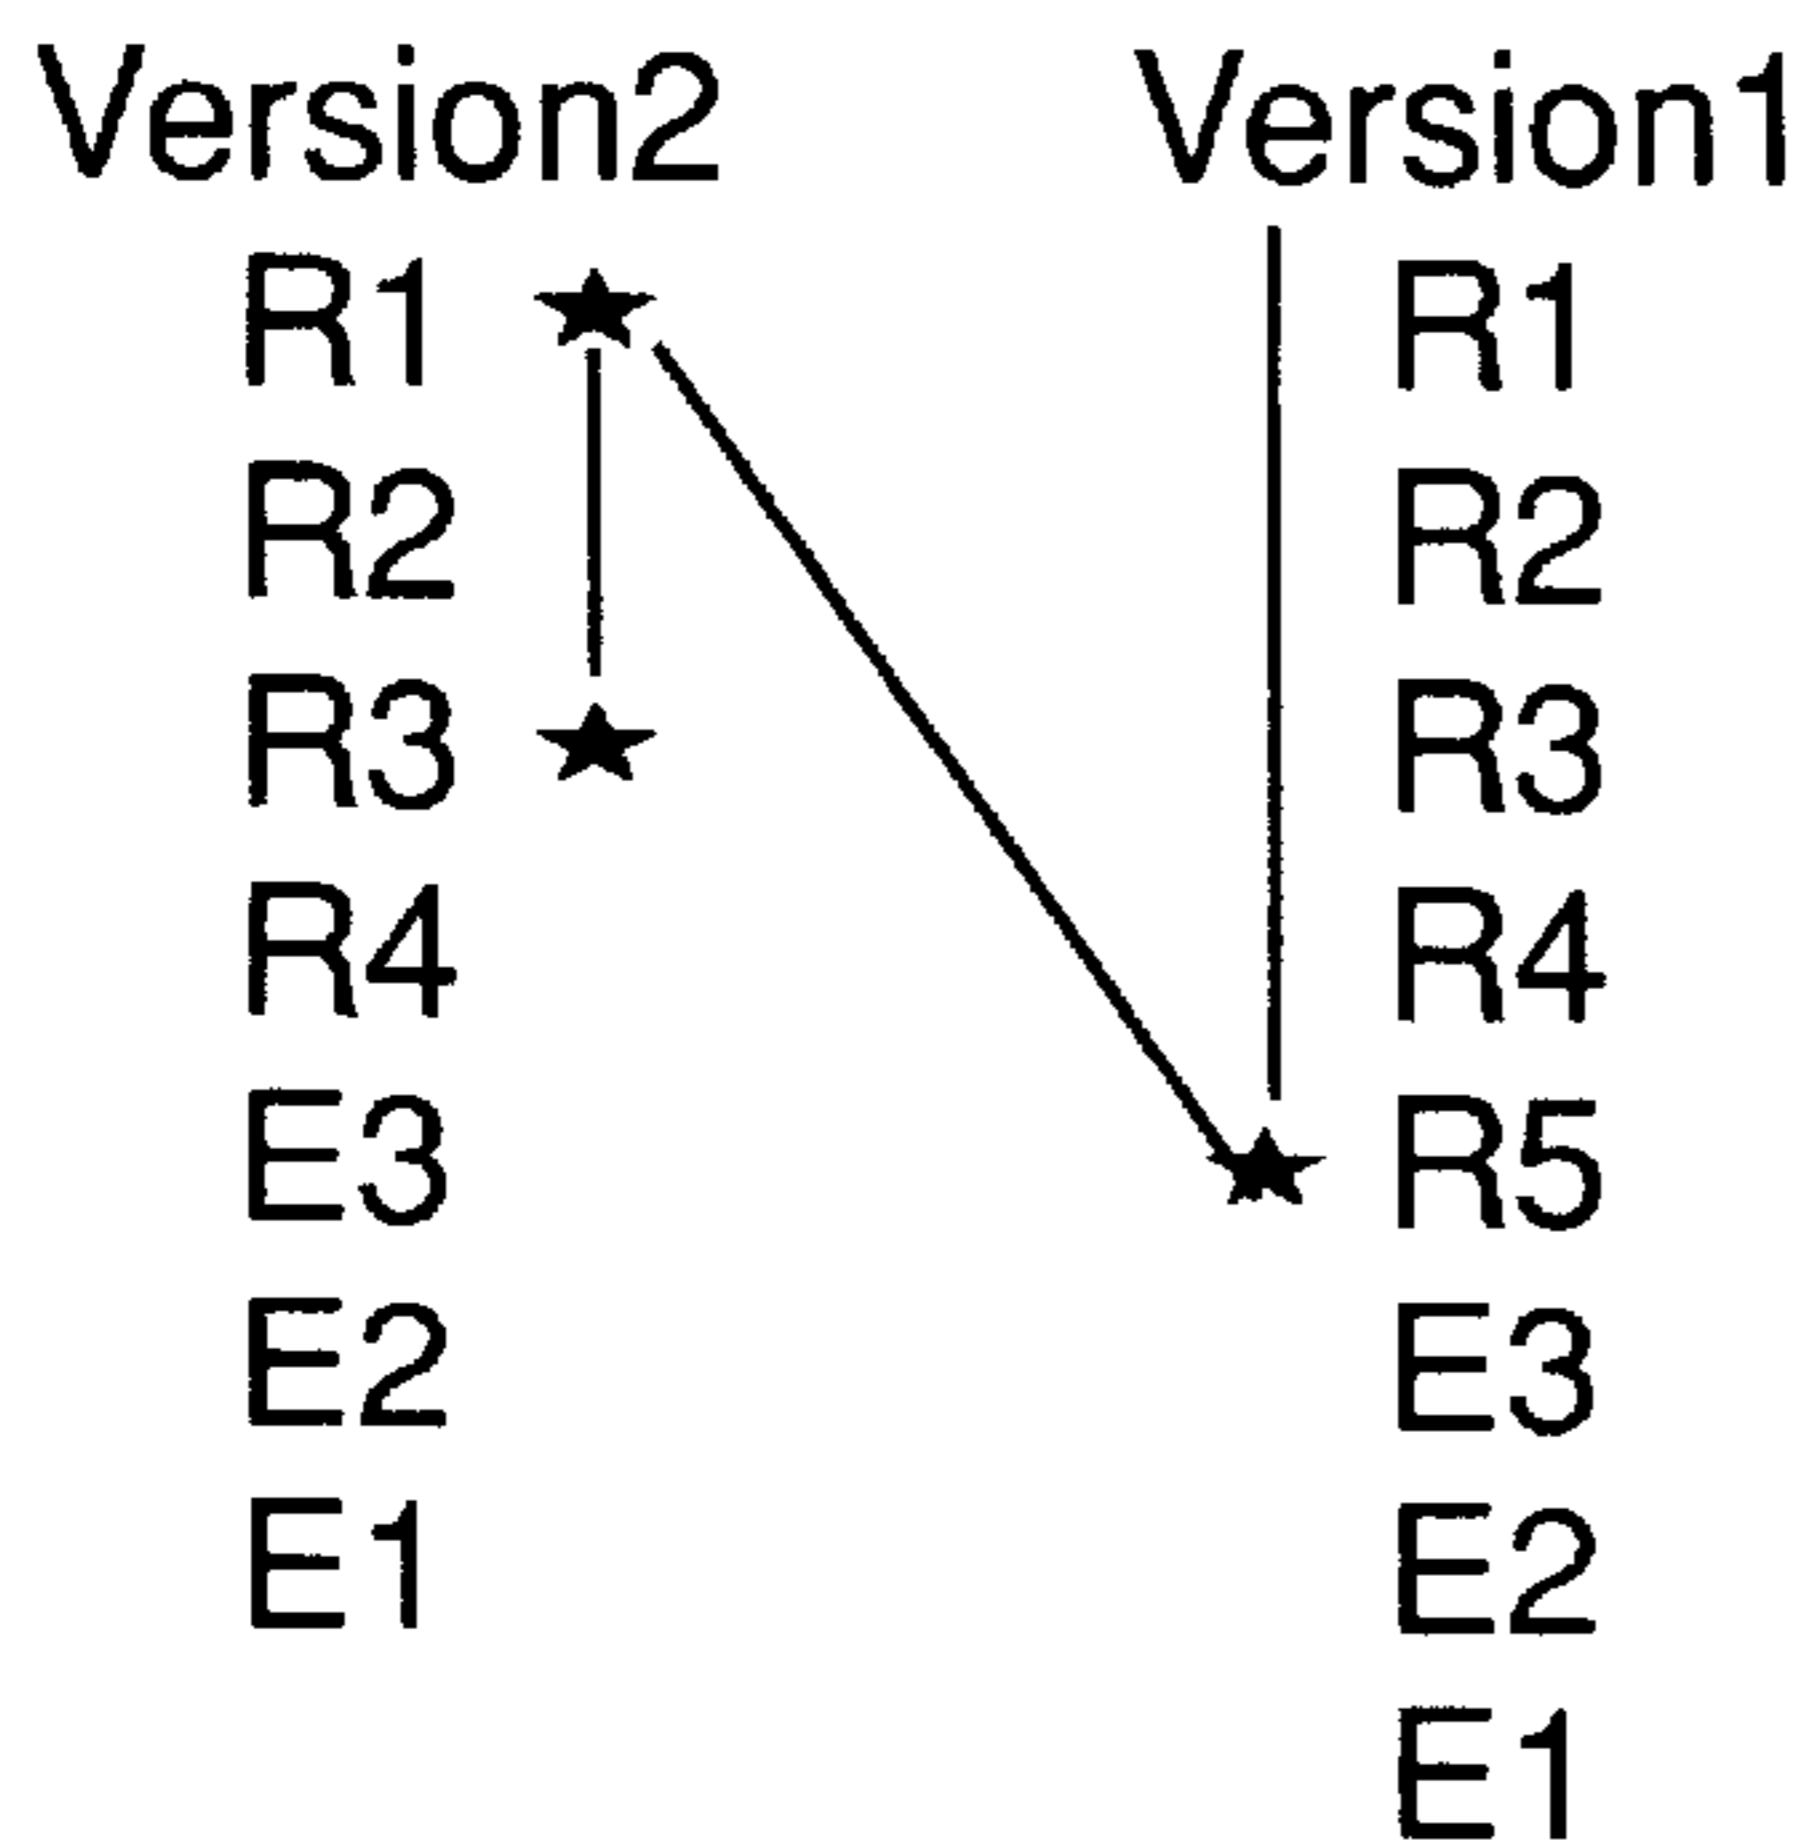 Version2 Version1
R1 R1
R2 R2
R3 R3
R4 R4
E3 R5
E2 E3
E1 E2
E1